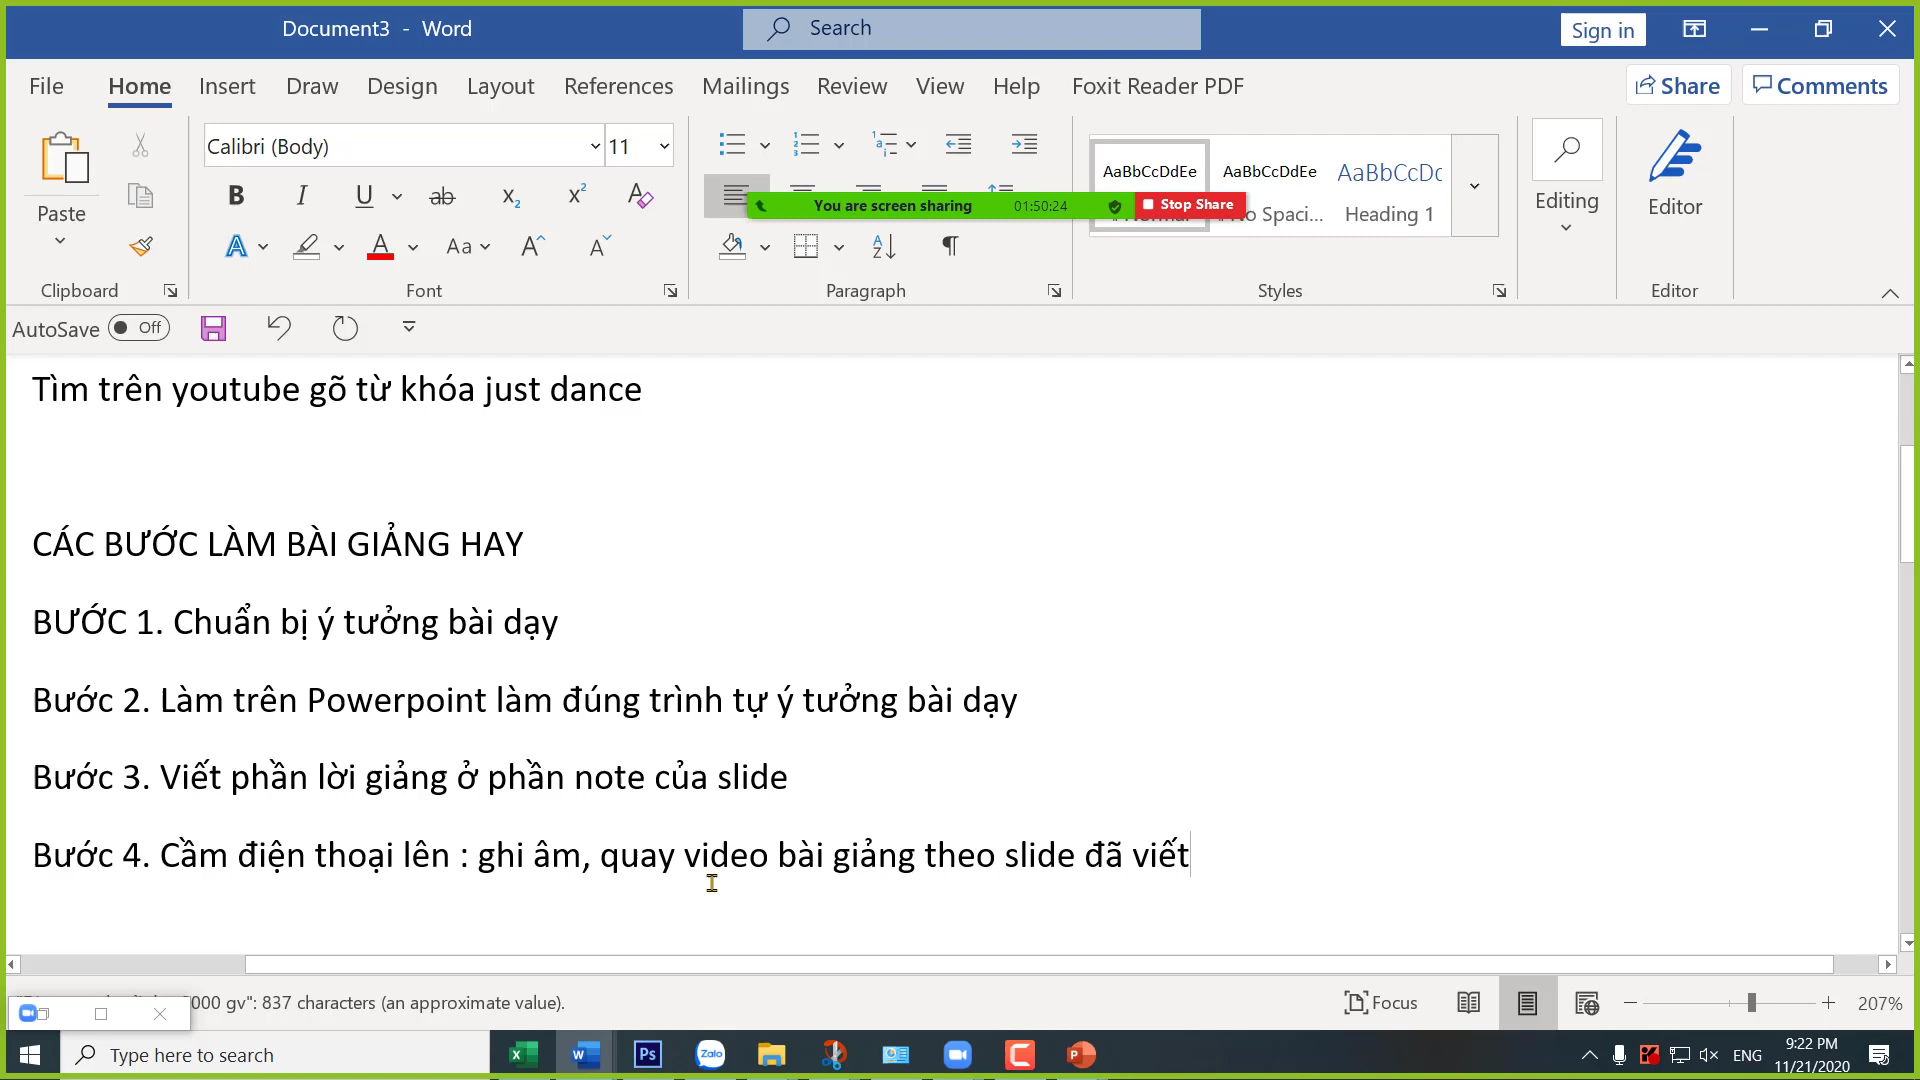 Document3 - Word
Search
Sign in
File Home Insert Draw Design Layout References Mailings Review View Help Foxit Reader PDF
Share Comments
Calibri (Body) 11
AaBbCcDdEe AaBbCcDdEe AaBbCcDc
Paste
You are screen sharing 01:50:24 Stop Share
Heading 1
Editing
Editor
Clipboard Font Paragraph Styles Editor
AutoSave Off
Tìm trên youtube gõ từ khóa just dance
CÁC BƯỚC LÀM BÀI GIẢNG HAY
BƯỚC 1. Chuẩn bị ý tưởng bài dạy
Bước 2. Làm trên Powerpoint làm đúng trình tự ý tưởng bài dạy
Bước 3. Viết phần lời giảng ở phần note của slide
Bước 4. Cầm điện thoại lên : ghi âm, quay video bài giảng theo slide đã viết
000 gv": 837 characters (an approximate value).
Focus
207%
Type here to search
Ps
Zalo
ENG
9:22 PM
11/21/2020